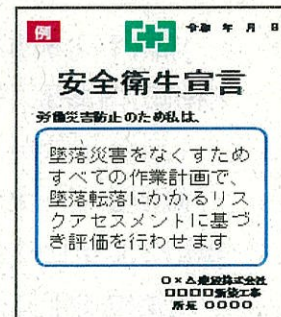 例
令和 年 月 日
安全衛生宣言
労働災害防止のため私は、
墜落災害をなくすため
すべての作業計画で、
墜落転落にかかるリス
クアセスメントに基づ
き評価を行わせます
○×△建設株式会社
□□□□新築工事
所長 ○○○○